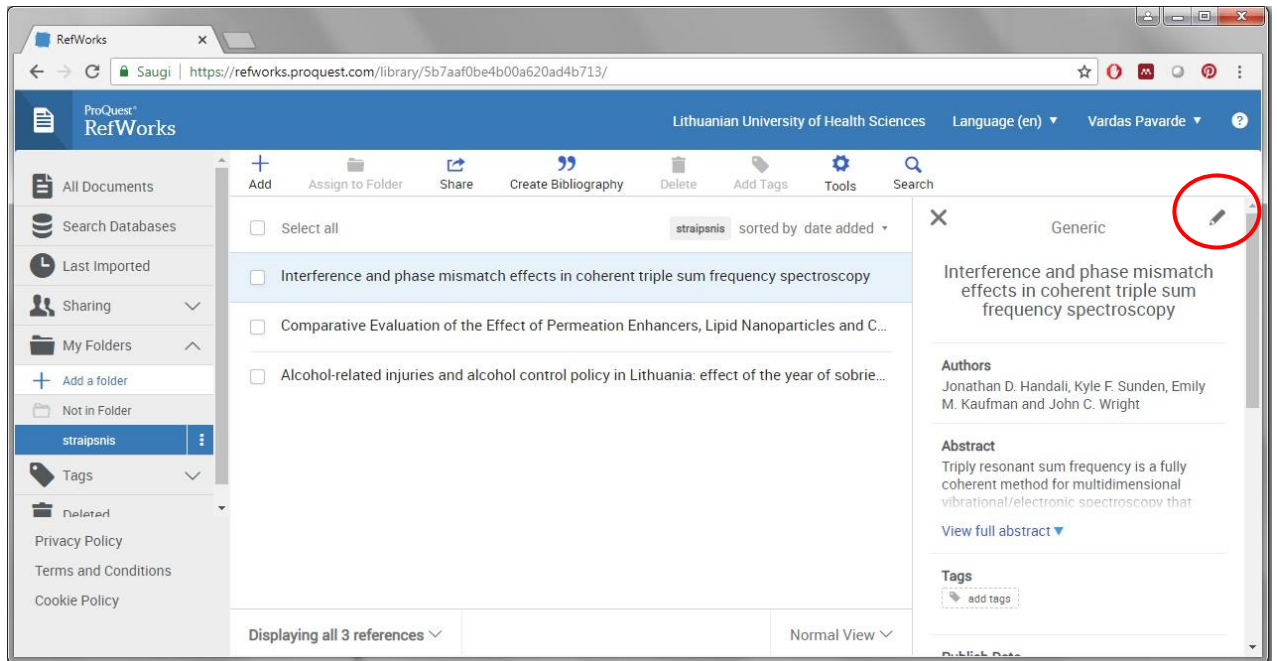 RefWorks
Saugi | https://refworks.proquest.com/library/5b7aaf0be4b00a620ad4b713/
ProQuest°
RefWorks
Lithuanian University of Health Sciences Language (en) Vardas Pavarde
All Documents
Search Databases
Last Imported
Sharing
My Folders
Add a folder
Not in Folder
straipsnis
Tags
Deleted
Privacy Policy
Terms and Conditions
Cookie Policy
Add Assign to Folder Share Create Bibliography Delete Add Tags Tools Search
Select all straipsnis sorted by date added
Interference and phase mismatch effects in coherent triple sum frequency spectroscopy
Comparative Evaluation of the Effect of Permeation Enhancers, Lipid Nanoparticles and C...
Alcohol-related injuries and alcohol control policy in Lithuania: effect of the year of sobrie...
Displaying all 3 references Normal View
Generic
Interference and phase mismatch
effects in coherent triple sum
frequency spectroscopy
Authors
Jonathan D. Handali, Kyle F. Sunden, Emily
M. Kaufman and John C. Wright
Abstract
Triply resonant sum frequency is a fully
coherent method for multidimensional
vibrational/electronic spectroscopy that
View full abstract
Tags
add tags
Publish Date